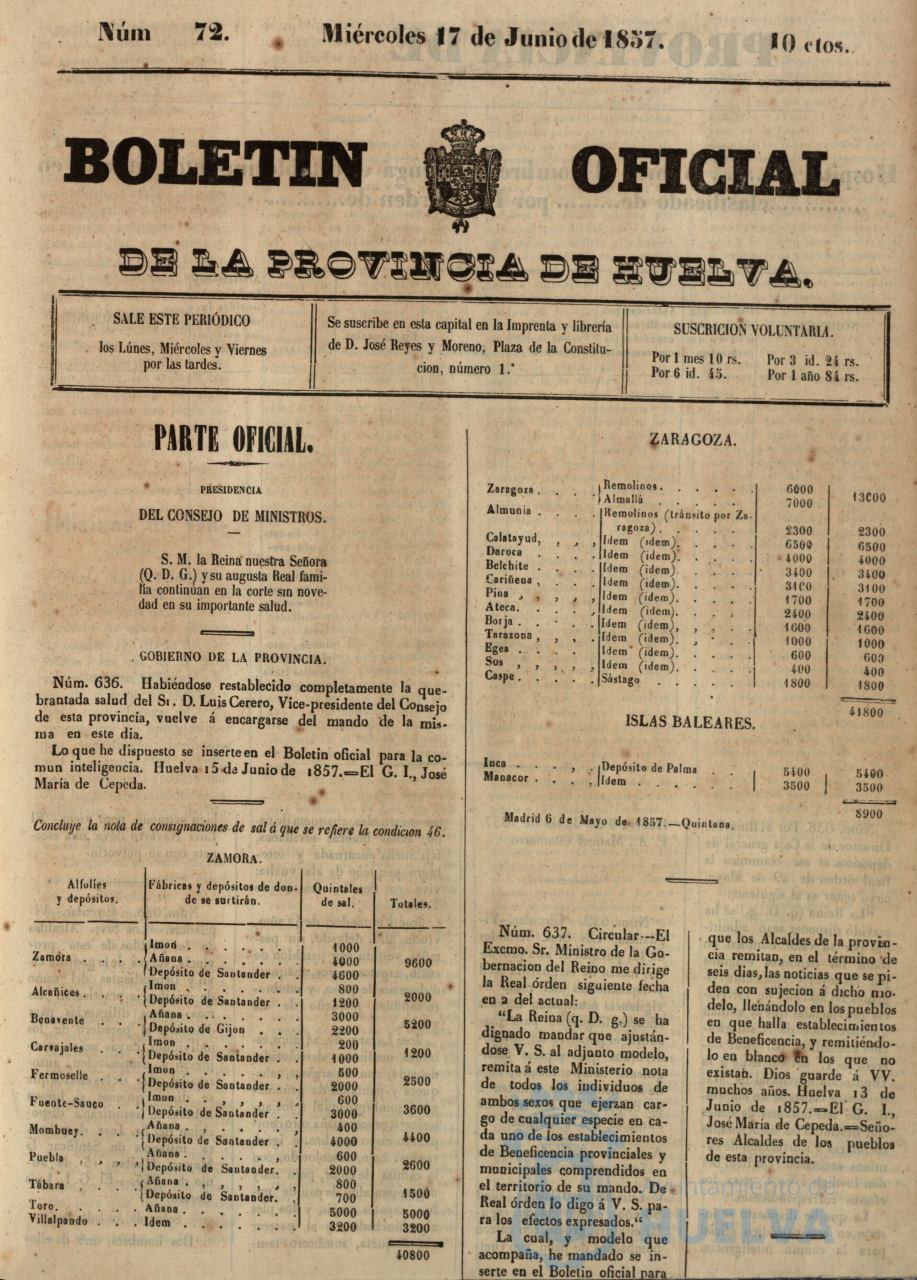 Núm 72. Miércoles 17 de Junio de 1857. 10 ctos.
BOLETIN OFICIAL
DE LA PROVINCIA DE HUELVA.
SALE ESTE PERIÓDICO
los Lúnes, Miércoles y Viernes
por las tardes.
Se suscribe en esta capital en la Imprenta y librería
de D. José Reyes y Moreno, Plaza de la Constitu-
cion, número 1.°
SUSCRICION VOLUNTARIA.
Por 1 mes 10 rs. Por 3 id. 24 rs.
Por 6 id. 45. Por 1 año 84 rs.
PARTE OFICIAL.
PRESIDENCIA
DEL CONSEJO DE MINISTROS.
S. M. la Reina nuestra Señora
(Q. D. G.) y su augusta Real fami-
lia continúan en la corte sin nove-
dad en su importante salud.
GOBIERNO DE LA PROVINCIA.
Núm. 636. Habiéndose restablecido completamente la que-
brantada salud del Sr. D. Luis Cerero, Vice-presidente del Consejo
de esta provincia, vuelve á encargarse del mando de la mis-
ma en este dia.
Lo que he dispuesto se inserte en el Boletin oficial para la co-
mun inteligencia. Huelva 15 da Junio de 1857.=El G. I., José
Maria de Cepeda.
Concluye la nota de consignaciones de sal á que se refiere la condicion 46.
ZAMORA.
Alfolíes
y depósitos.
Fábricas y depósitos de don-
de se surtirán.
Quintales
de sal.
Totales.
Zamora . . . . Imon . . . . . . 1000
Añana . . . . . . 4000 9600
Depósito de Santander . . 4600
Alcañices . . . Imon . . . . . . 800
Depósito de Santander . . 1200 2000
Benavente . . Añana . . . . . . 3000
Depósito de Gijon . . . 2200 5200
Carvajales . . Imon . . . . . . 200
Depósito de Santander . . 1000 1200
Fermoselle . . . Imon . . . . , , 500
Depósito de Santander . . 2000 2500
Fuente-Sauco . . Imon . . , , , , 600
Depósito de Santander . . 3000 3600
Mombuey. . . . Añana , . . . . . 400
Depósito de Santander . . 4000 4400
Puebla , , , Añana. . . . . . 600
Depósito de Santander. . 2000 2600
Tábara . . . Añana , . , . . . 800
Depósito de Santander. . 700 1500
Toro. . . . . Añana . . . . . . 5000 5000
Villalpando . . . Idem . . . . . . 3200 3200
40800
ZARAGOZA.
Zaragoza . . . . Remolinos . . . . . 6000
Almallá . . . . . 7000 13000
Almunia . . . . Remolinos (tránsito por Za-
ragoza) . . . . . 2300 2300
Calatayud, , , , Idem (idem). . . . . 6500 6500
Daroca . . . . Idem (idem). . . . . 4000 4000
Belchite . . . . Idem (idem). . . . . 3400 3400
Cariñena , . . . Idem (idem). . . . . 3100 3100
Pina , , , , , Idem (idem). . . . . 1700 1700
Ateca. . . . . Idem (idem). . . . . 2400 2400
Borja . . . . Idem (idem), , , . . 1600 1600
Tarazona , , . . Idem (idem). . . . . 1000 1000
Egea . . . . Idem (idem). . . . . 600 600
Sos , , , , , Idem (idem). . . . . 400 400
Caspe. . . . . Sástago . . . . . 1800 1800
41800
ISLAS BALEARES.
Inca . . . , . Depósito de Palma . . 5400 5400
Manacor . . . Idem . . . . . 3500 3500
8900
Madrid 6 de Mayo de 1857.—Quintana.
Núm. 637. Circular—El
Excmo. Sr. Ministro de la Go-
bernacion del Reino me dirige
la Real órden siguiente fecha
en 2 del actual:
"La Reina (q. D. g.) se ha
dignado mandar que ajustán-
dose V. S. al adjunto modelo,
remita á este Ministerio nota
de todos los individuos de
ambos sexos que ejerzan car-
go de cualquier especie en ca-
da uno de los establecimientos
de Beneficencia provinciales y
municipales comprendidos en
el territorio de su mando. De
Real órden lo digo á V. S. pa-
ra los efectos expresados."
La cual, y modelo que
acompaña, he mandado se in-
serte en el Boletin oficial para
que los Alcaldes de la provin-
cia remitan, en el término de
seis dias, las noticias que se pi-
den con sujecion á dicho mo-
delo, llenándolo en los pueblos
en que halla establecimientos
de Beneficencia, y remitiéndo-
lo en blanco en los que no
existan. Dios guarde á VV.
muchos años. Huelva 13 de
Junio de 1857.=El G. I.,
José Maria de Cepeda.=Seño-
res Alcaldes de los pueblos
de esta provincia.
Ayuntamiento de
HUELVA